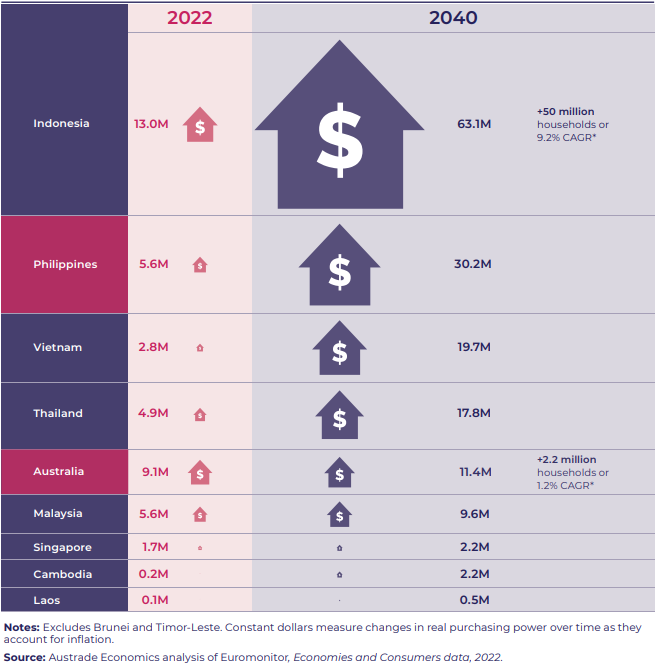 2022 2040
Indonesia 13.0M $ $ 63.1M +50 million
households or
9.2% CAGR*
Philippines 5.6M $ $ 30.2M
Vietnam 2.8M $ $ 19.7M
Thailand 4.9M $ $ 17.8M
Australia 9.1M $ $ 11.4M +2.2 million
households or
1.2% CAGR*
Malaysia 5.6M $ $ 9.6M
Singapore 1.7M $ 2.2M
Cambodia 0.2M $ 2.2M
Laos 0.1M 0.5M
Notes: Excludes Brunei and Timor-Leste. Constant dollars measure changes in real purchasing power over time as they
account for inflation.
Source: Austrade Economics analysis of Euromonitor, Economies and Consumers data, 2022.